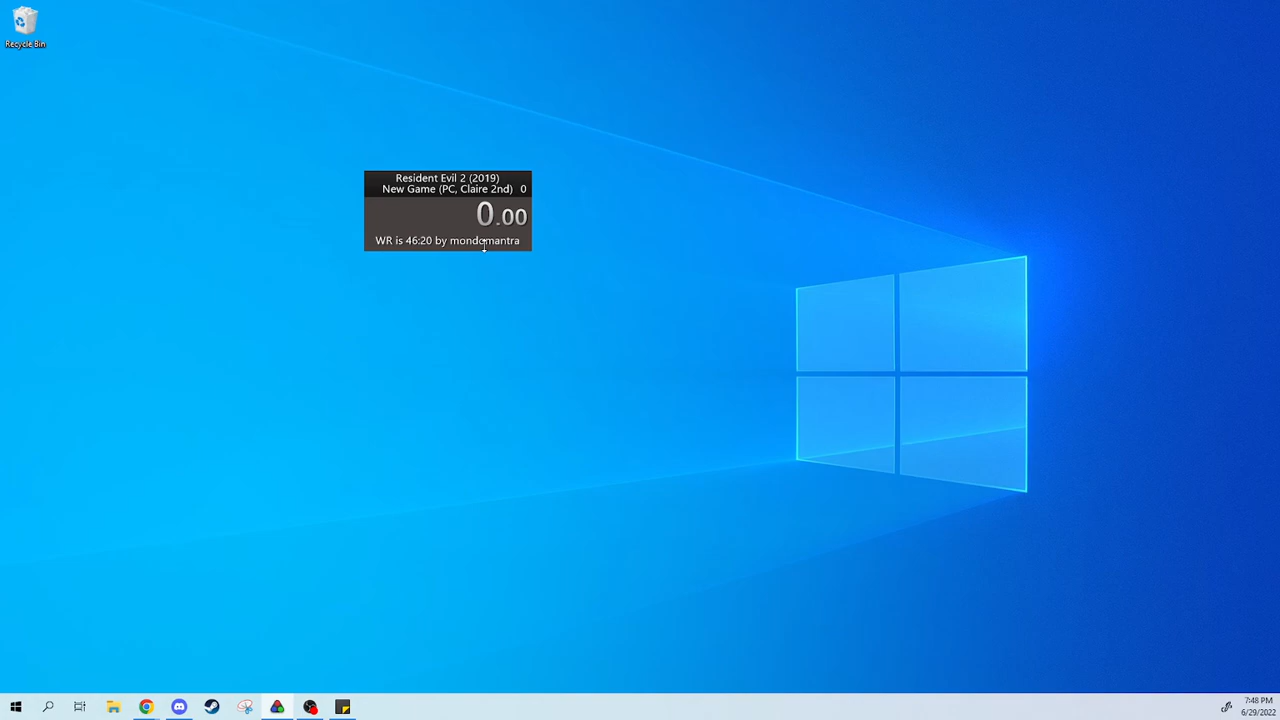 Recycle Bin
Resident Evil 2 (2019)
New Game (PC, Claire 2nd) 0
0.00
WR is 46:20 by mondomantra
7:48 PM
6/29/2022